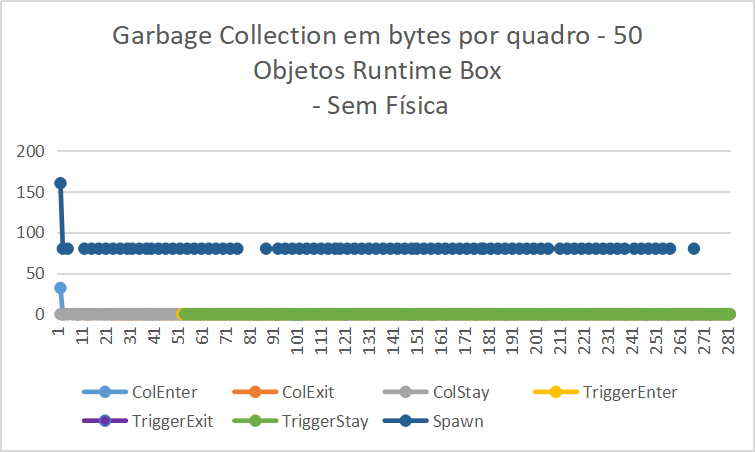 Garbage Collection em bytes por quadro - 50
Objetos Runtime Box
- Sem Física
200
150
100
50
0
1 11 21 31 41 51 61 71 81 91 101 111 121 131 141 151 161 171 181 191 201 211 221 231 241 251 261 271 281
ColEnter ColExit ColStay TriggerEnter
TriggerExit TriggerStay Spawn